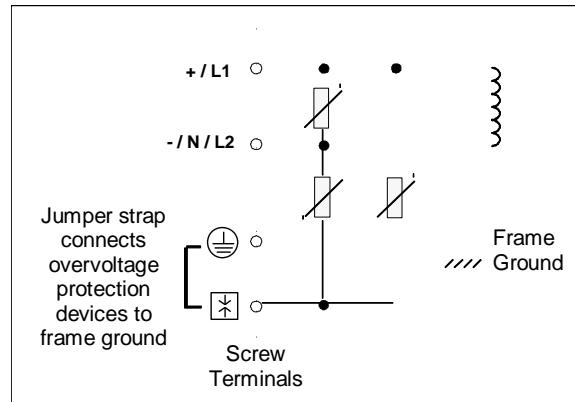 + / L1
- / N / L2
Jumper strap
connects
overvoltage
protection
devices to
frame ground
Frame
Ground
Screw
Terminals